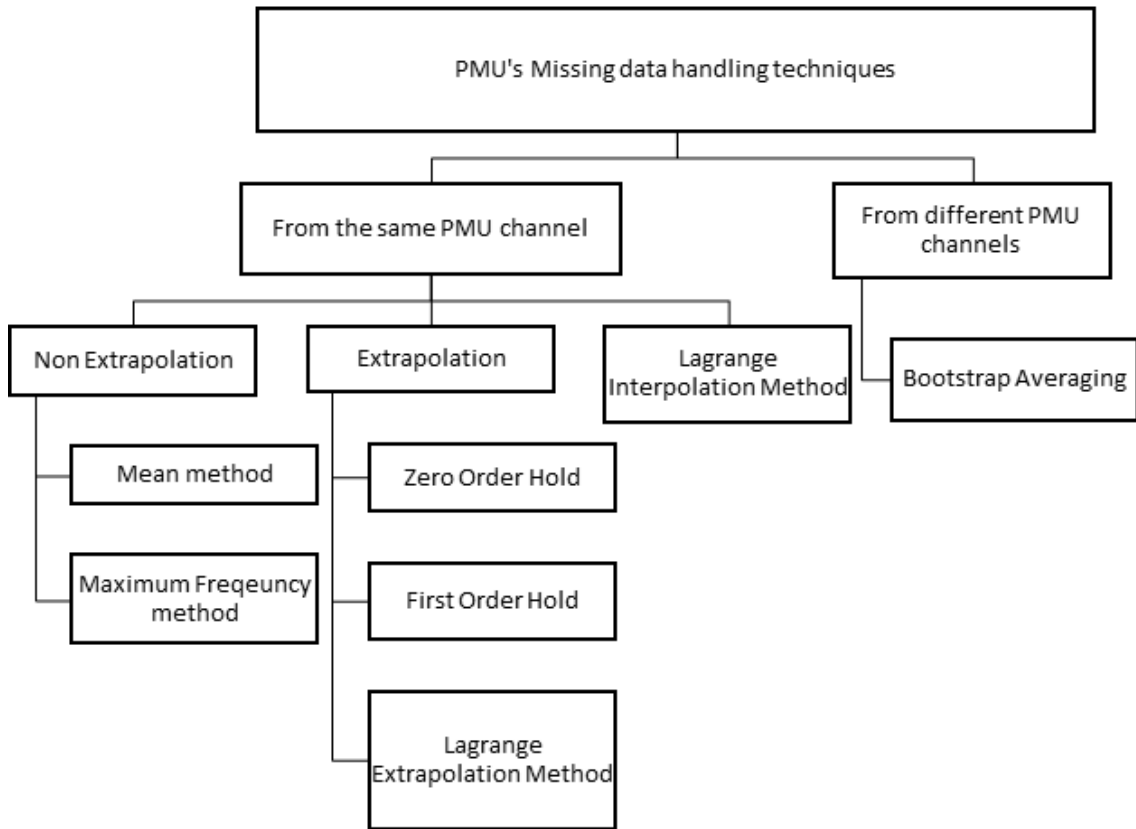 PMU's Missing data handling techniques
From the same PMU channel
From different PMU
channels
Non Extrapolation
Extrapolation
Lagrange
Interpolation Method
Bootstrap Averaging
Mean method
Zero Order Hold
Maximum Freqeuncy
method
First Order Hold
Lagrange
Extrapolation Method